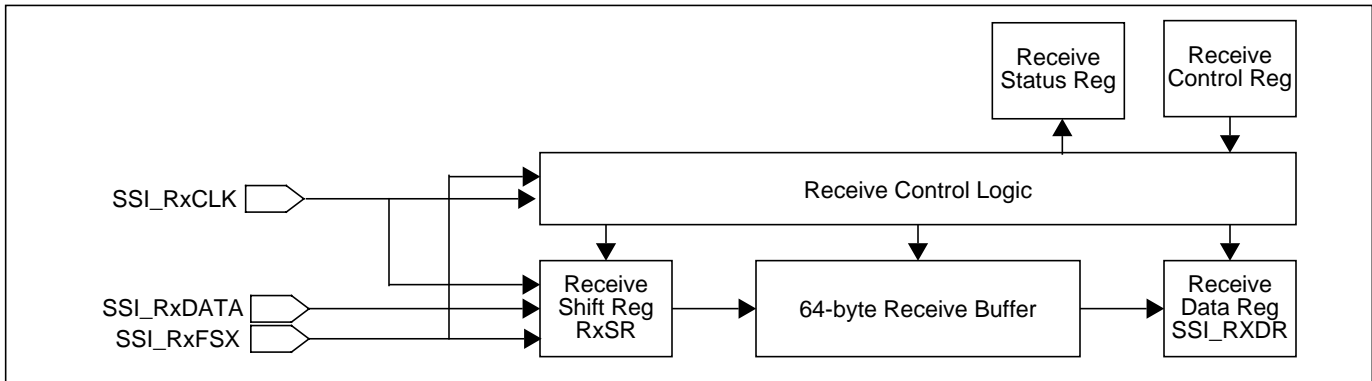 Receive
Status Reg
Receive
Control Reg
SSI_RxCLK
Receive Control Logic
SSI_RxDATA
SSI_RxFSX
Receive
Shift Reg
RxSR
64-byte Receive Buffer
Receive
Data Reg
SSI_RXDR